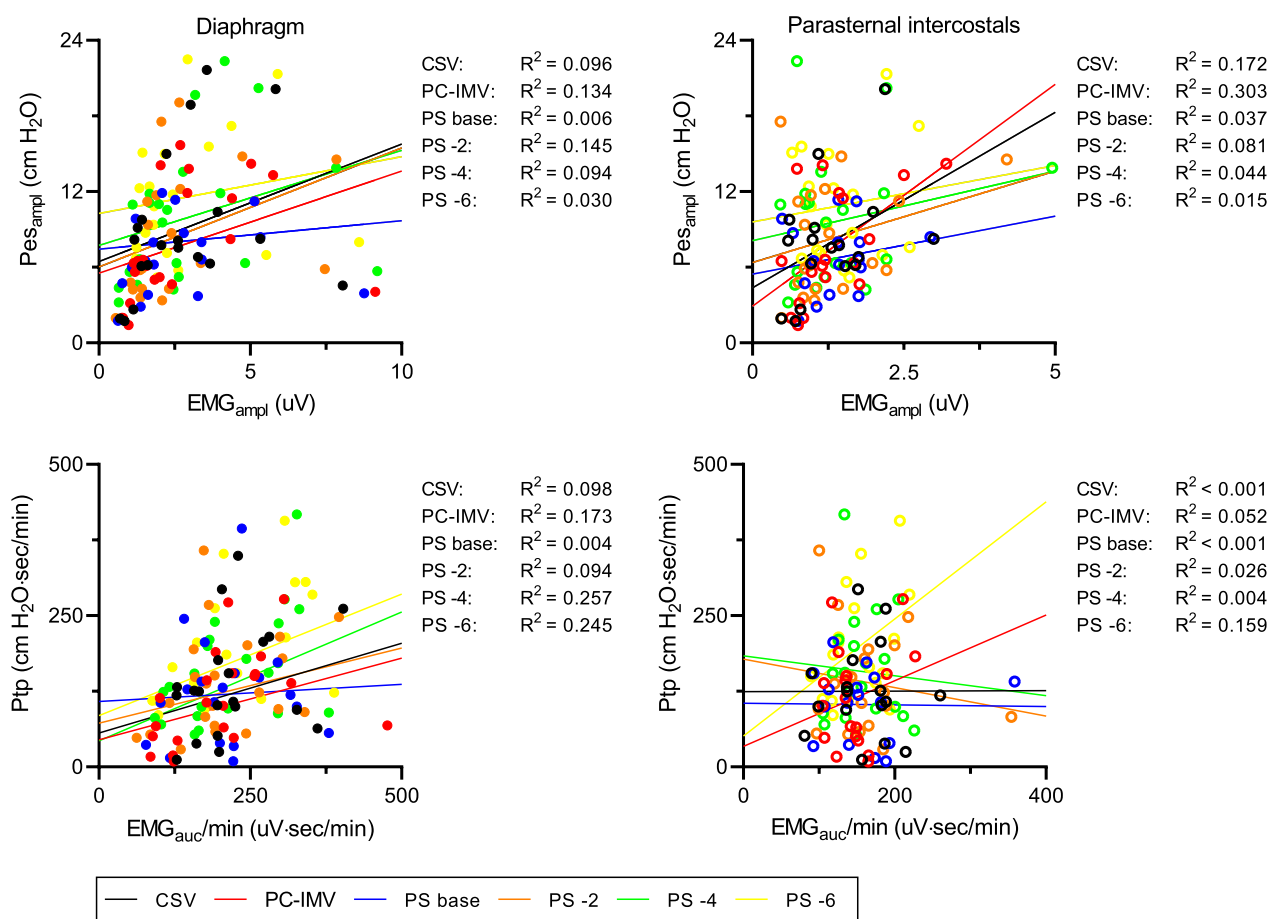 Diaphragm
24
12
0
Pes_ampl (cm H₂O)
0 5 10
EMG_ampl (uV)
CSV: R² = 0.096
PC-IMV: R² = 0.134
PS base: R² = 0.006
PS -2: R² = 0.145
PS -4: R² = 0.094
PS -6: R² = 0.030
Parasternal intercostals
24
12
0
Pes_ampl (cm H₂O)
0 2.5 5
EMG_ampl (uV)
CSV: R² = 0.172
PC-IMV: R² = 0.303
PS base: R² = 0.037
PS -2: R² = 0.081
PS -4: R² = 0.044
PS -6: R² = 0.015
500
250
0
Ptp (cm H₂O·sec/min)
0 250 500
EMG_auc/min (uV·sec/min)
CSV: R² = 0.098
PC-IMV: R² = 0.173
PS base: R² = 0.004
PS -2: R² = 0.094
PS -4: R² = 0.257
PS -6: R² = 0.245
500
250
0
Ptp (cm H₂O·sec/min)
0 200 400
EMG_auc/min (uV·sec/min)
CSV: R² < 0.001
PC-IMV: R² = 0.052
PS base: R² < 0.001
PS -2: R² = 0.026
PS -4: R² = 0.004
PS -6: R² = 0.159
CSV PC-IMV PS base PS -2 PS -4 PS -6